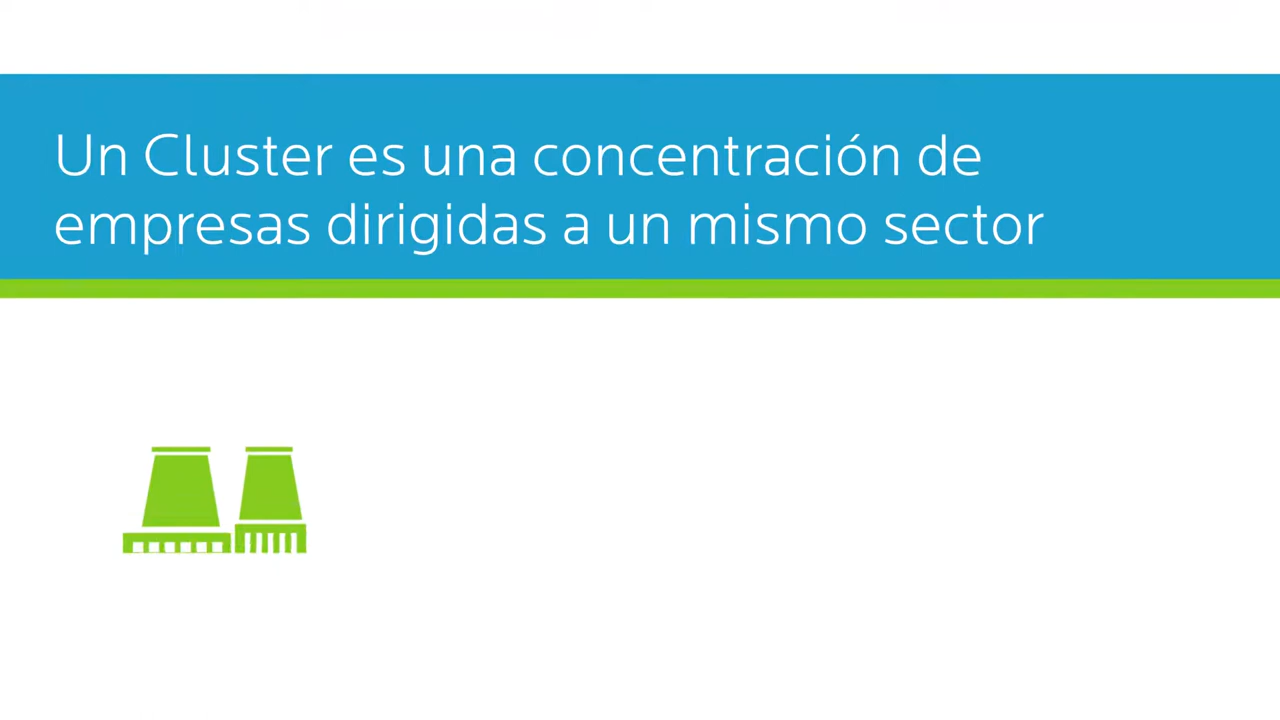 Un Cluster es una concentración de
empresas dirigidas a un mismo sector